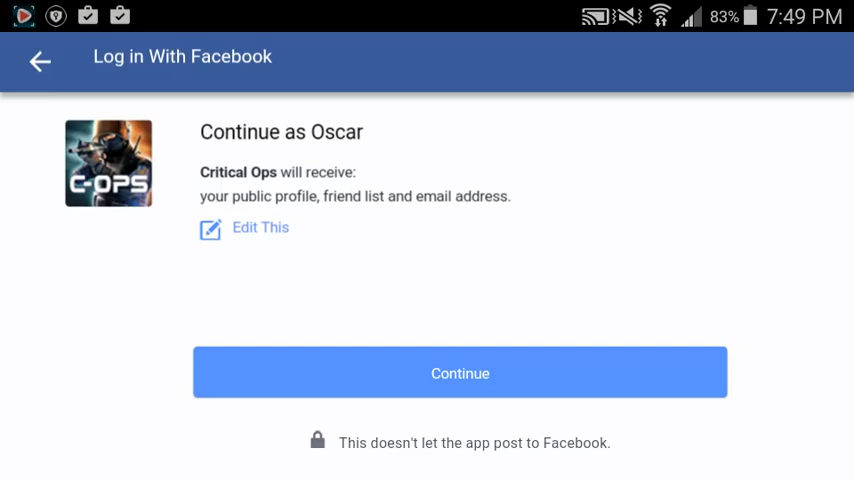 83% 7:49 PM
Log in With Facebook
Continue as Oscar
C-OPS
Critical Ops will receive:
your public profile, friend list and email address.
Edit This
Continue
This doesn't let the app post to Facebook.